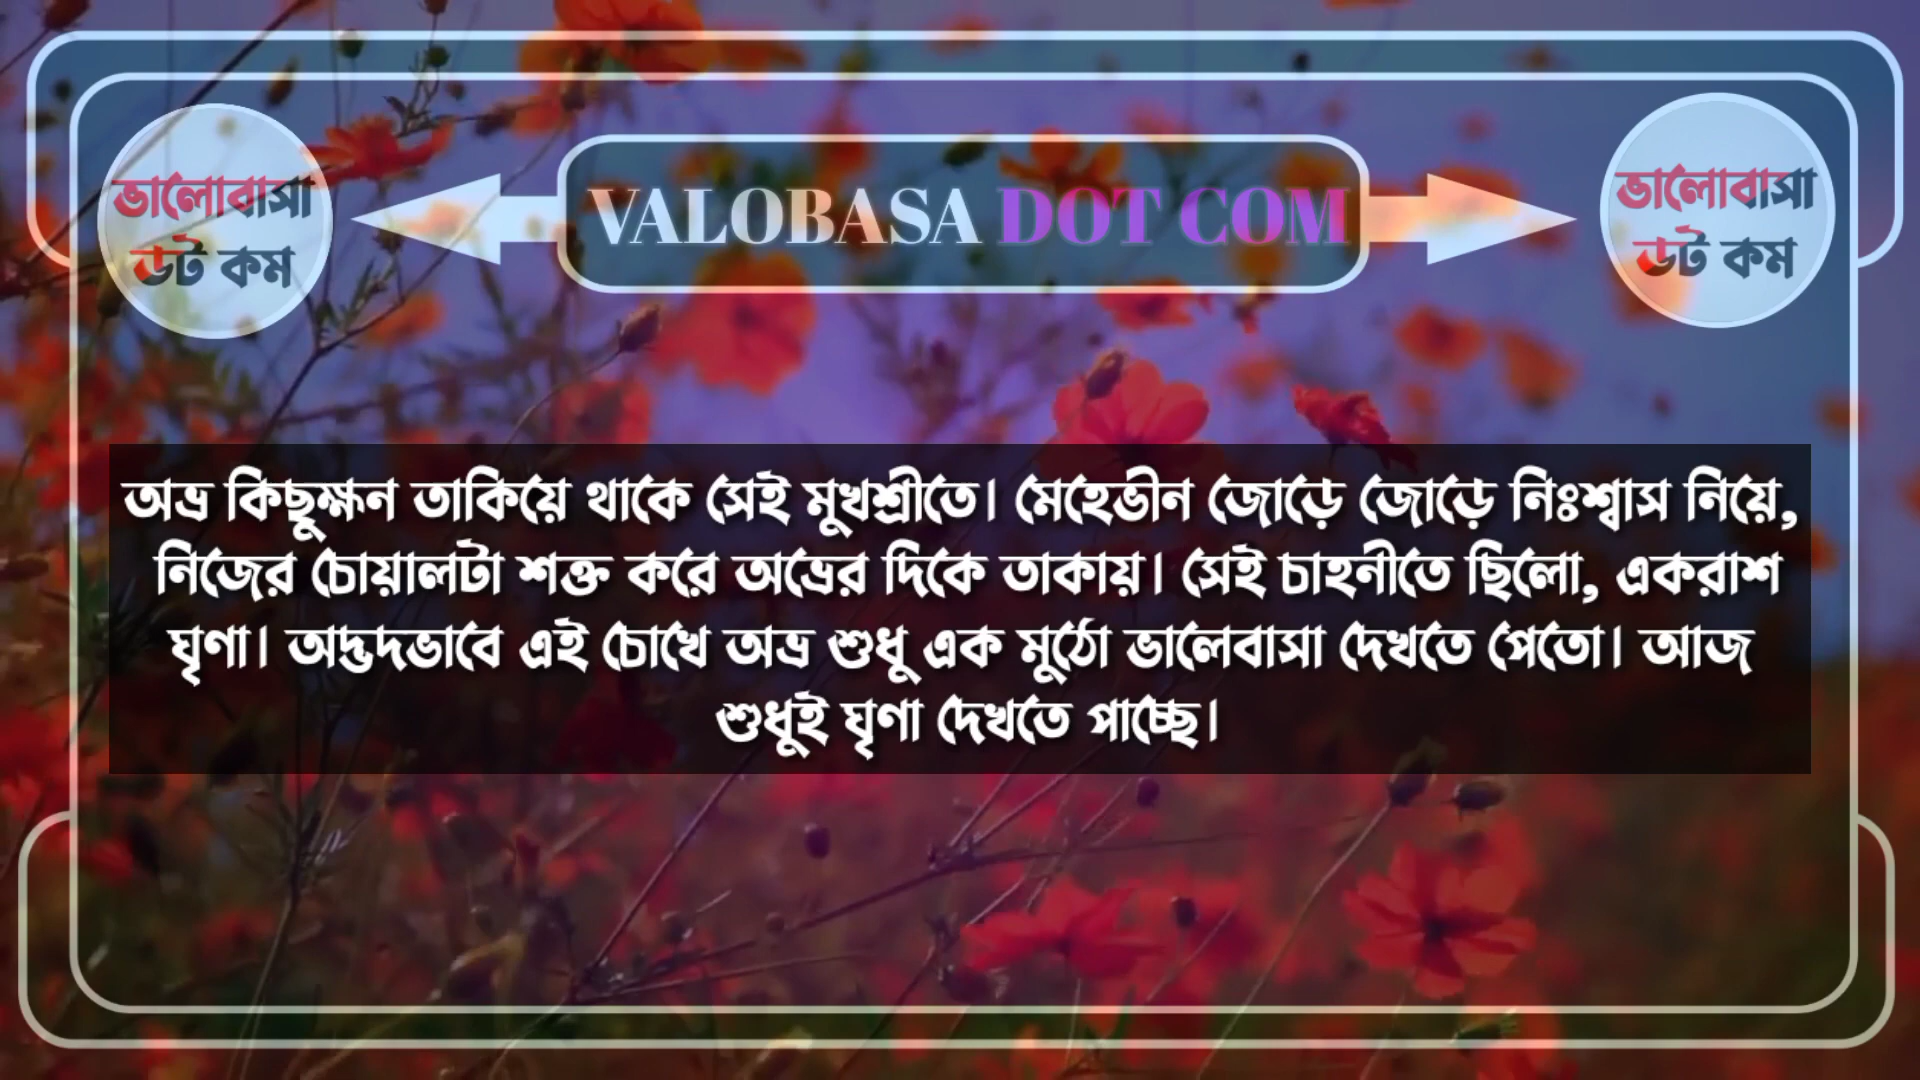 ভালোবাসা
ডট কম
VALOBASA DOT COM
ভালোবাসা
ডট কম
অভ্র কিছুক্ষন তাকিয়ে থাকে সেই মুখশ্রীতে। মেহেভীন জোড়ে জোড়ে নিঃশ্বাস নিয়ে,
নিজের চোয়ালটা শক্ত করে অভ্রের দিকে তাকায়। সেই চাহনীতে ছিলো, একরাশ
ঘৃণা। অদ্ভদভাবে এই চোখে অভ্র শুধু এক মুঠো ভালেবাসা দেখতে পেতো। আজ
শুধুই ঘৃণা দেখতে পাচ্ছে।